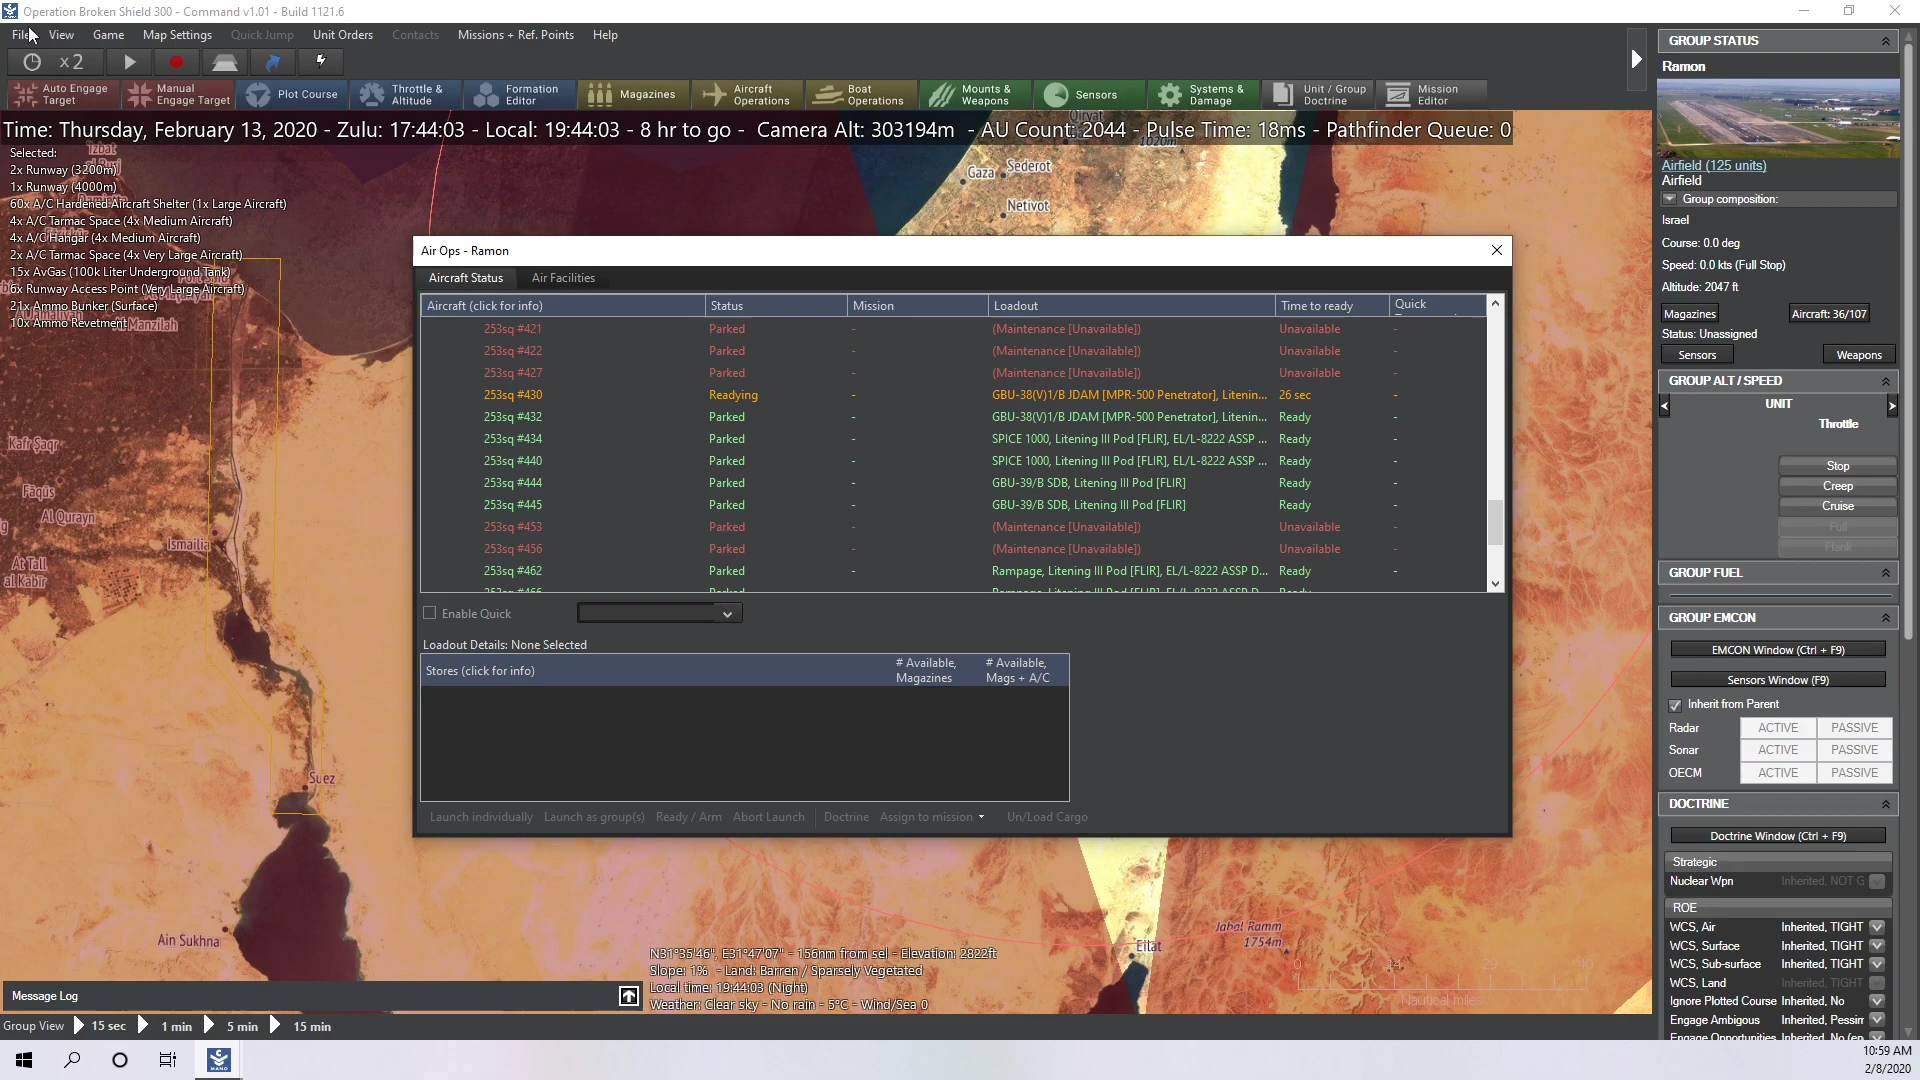 Operation Broken Shield 300 - Command v1.01 - Build 1121.6
File View Game Map Settings Quick Jump Unit Orders Contacts Missions + Ref. Points Help
x 2
Auto Engage Target
Manual Engage Target
Plot Course
Throttle & Altitude
Formation Editor
Magazines
Aircraft Operations
Boat Operations
Mounts & Weapons
Sensors
Systems & Damage
Unit / Group Doctrine
Mission Editor
Time: Thursday, February 13, 2020 - Zulu: 17:44:03 - Local: 19:44:03 - 8 hr to go - Camera Alt: 303194m - AU Count: 2044 - Pulse Time: 18ms - Pathfinder Queue: 0
Selected:
2x Runway (3200m)
1x Runway (4000m)
60x A/C Hardened Aircraft Shelter (1x Large Aircraft)
4x A/C Tarmac Space (4x Medium Aircraft)
4x A/C Hangar (4x Medium Aircraft)
2x A/C Tarmac Space (4x Very Large Aircraft)
15x AvGas (100k Liter Underground Tank)
6x Runway Access Point (Very Large Aircraft)
21x Ammo Bunker (Surface)
10x Ammo Revetment
Manzilah
1020m
Gaza
Sederot
Netivot
Kafr Saqr
Faqus
Al Qurayn
Ismailia
At Tall al Kabir
Suez
Ain Sukhna
Eilat
Jabal Ramm
1754m
Air Ops - Ramon
Aircraft Status Air Facilities
Aircraft (click for info) Status Mission Loadout Time to ready Quick
253sq #421 Parked - (Maintenance [Unavailable]) Unavailable -
253sq #422 Parked - (Maintenance [Unavailable]) Unavailable -
253sq #427 Parked - (Maintenance [Unavailable]) Unavailable -
253sq #430 Readying - GBU-38(V)1/B JDAM [MPR-500 Penetrator], Litenin... 26 sec -
253sq #432 Parked - GBU-38(V)1/B JDAM [MPR-500 Penetrator], Litenin... Ready -
253sq #434 Parked - SPICE 1000, Litening III Pod [FLIR], EL/L-8222 ASSP ... Ready -
253sq #440 Parked - SPICE 1000, Litening III Pod [FLIR], EL/L-8222 ASSP ... Ready -
253sq #444 Parked - GBU-39/B SDB, Litening III Pod [FLIR] Ready -
253sq #445 Parked - GBU-39/B SDB, Litening III Pod [FLIR] Ready -
253sq #453 Parked - (Maintenance [Unavailable]) Unavailable -
253sq #456 Parked - (Maintenance [Unavailable]) Unavailable -
253sq #462 Parked - Rampage, Litening III Pod [FLIR], EL/L-8222 ASSP D... Ready -
Enable Quick
Loadout Details: None Selected
Stores (click for info) # Available, Magazines # Available, Mags + A/C
Launch individually Launch as group(s) Ready / Arm Abort Launch Doctrine Assign to mission Un/Load Cargo
N31°35'46", E31°47'07" - 156nm from sel - Elevation: 2822ft
Slope: 1% - Land: Barren / Sparsely Vegetated
Local time: 19:44:03 (Night)
Weather: Clear sky - No rain - 5°C - Wind/Sea 0
0 14 29 40
Nautical miles
Message Log
Group View 15 sec 1 min 5 min 15 min
GROUP STATUS
Ramon
Airfield (125 units)
Airfield
Group composition:
Israel
Course: 0.0 deg
Speed: 0.0 kts (Full Stop)
Altitude: 2047 ft
Magazines Aircraft: 36/107
Status: Unassigned
Sensors Weapons
GROUP ALT / SPEED
UNIT
Throttle
Stop
Creep
Cruise
Full
Flank
GROUP FUEL
GROUP EMCON
EMCON Window (Ctrl + F9)
Sensors Window (F9)
Inherit from Parent
Radar ACTIVE PASSIVE
Sonar ACTIVE PASSIVE
OECM ACTIVE PASSIVE
DOCTRINE
Doctrine Window (Ctrl + F9)
Strategic
Nuclear Wpn Inherited, NOT G
ROE
WCS, Air Inherited, TIGHT
WCS, Surface Inherited, TIGHT
WCS, Sub-surface Inherited, TIGHT
WCS, Land Inherited, TIGHT
Ignore Plotted Course Inherited, No
Engage Ambiguous Inherited, Pessim
Engage Opportunities Inherited, No (en
10:59 AM
2/8/2020